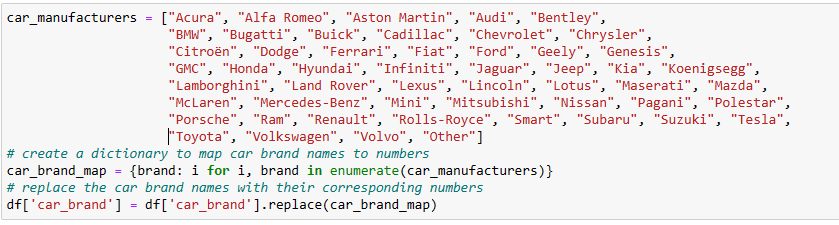 car_manufacturers = ["Acura", "Alfa Romeo", "Aston Martin", "Audi", "Bentley",
"BMW", "Bugatti", "Buick", "Cadillac", "Chevrolet", "Chrysler",
"Citroën", "Dodge", "Ferrari", "Fiat", "Ford", "Geely", "Genesis",
"GMC", "Honda", "Hyundai", "Infiniti", "Jaguar", "Jeep", "Kia", "Koenigsegg",
"Lamborghini", "Land Rover", "Lexus", "Lincoln", "Lotus", "Maserati", "Mazda",
"McLaren", "Mercedes-Benz", "Mini", "Mitsubishi", "Nissan", "Pagani", "Polestar",
"Porsche", "Ram", "Renault", "Rolls-Royce", "Smart", "Subaru", "Suzuki", "Tesla",
"Toyota", "Volkswagen", "Volvo", "Other"]
# create a dictionary to map car brand names to numbers
car_brand_map = {brand: i for i, brand in enumerate(car_manufacturers)}
# replace the car brand names with their corresponding numbers
df['car_brand'] = df['car_brand'].replace(car_brand_map)